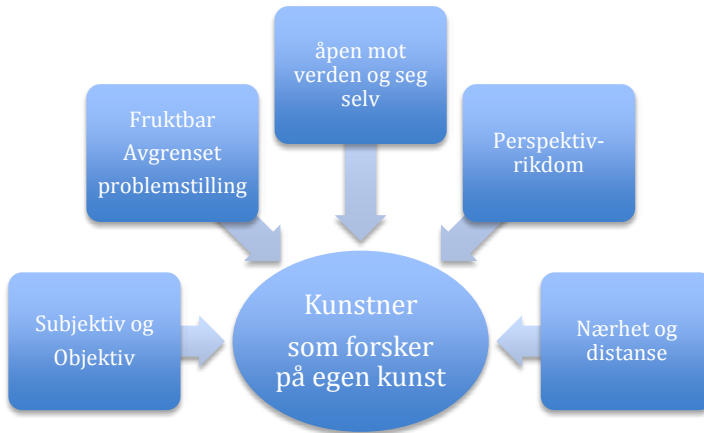 åpen mot
verden og seg
selv
Fruktbar
Avgrenset
problemstilling
Perspektiv-
rikdom
Subjektiv og
Objektiv
Kunstner
som forsker
på egen kunst
Nærhet og
distanse